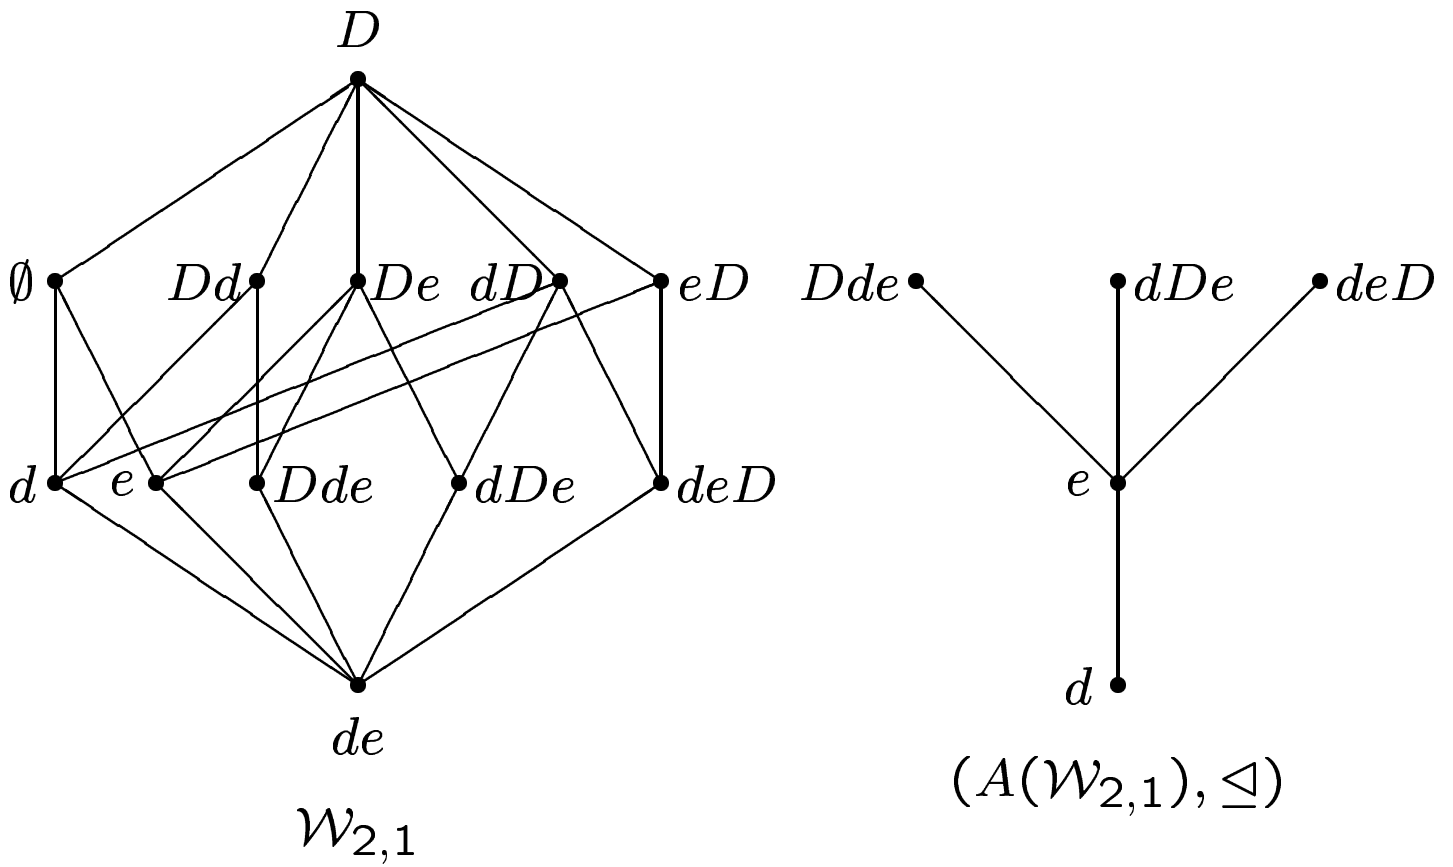 D
∅ Dd De dD eD Dde dDe deD
d e Dde dDe deD e
de d
𝒲₂,₁ (A(𝒲₂,₁), ⊴)